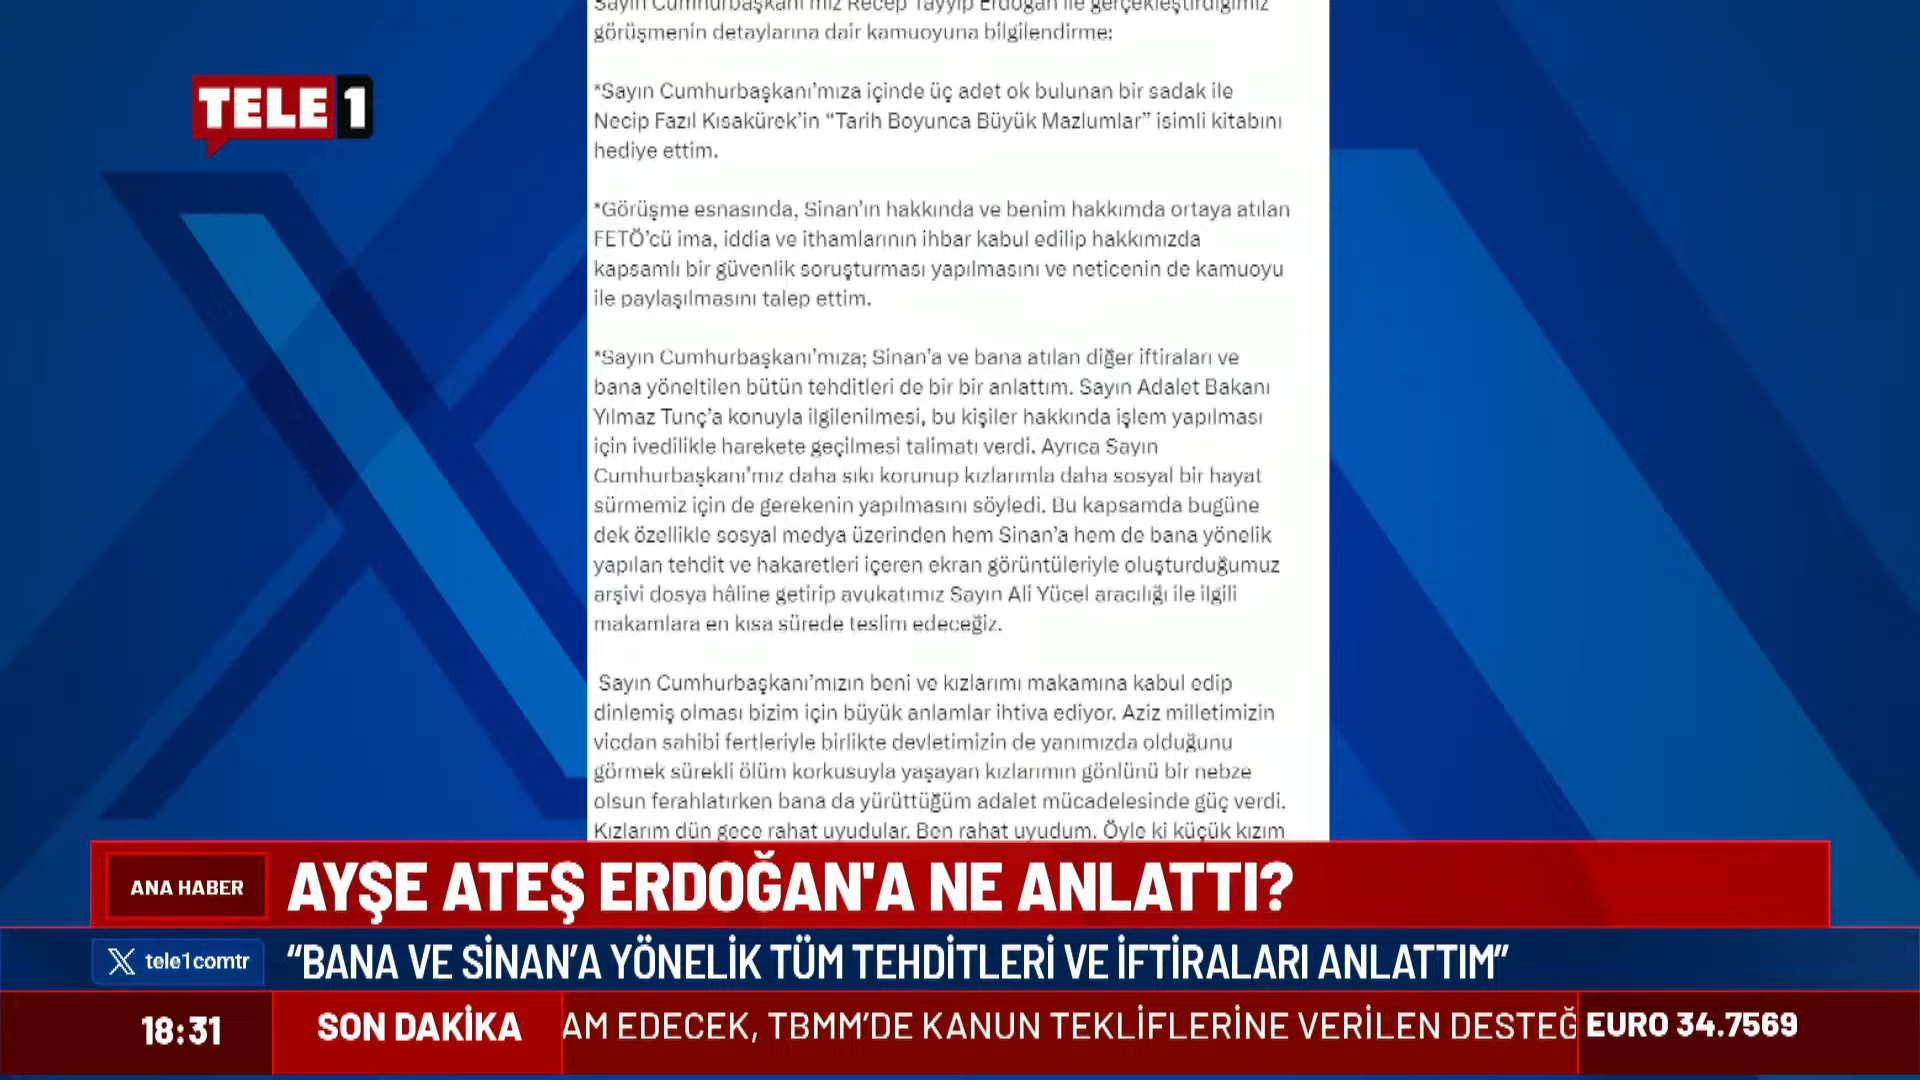 Sayın Cumhurbaşkanı'mız Recep Tayyip Erdoğan ile gerçekleştirdiğimiz
görüşmenin detaylarına dair kamuoyuna bilgilendirme:
*Sayın Cumhurbaşkanı'mıza içinde üç adet ok bulunan bir sadak ile
Necip Fazıl Kısakürek'in “Tarih Boyunca Büyük Mazlumlar” isimli kitabını
hediye ettim.
*Görüşme esnasında, Sinan'ın hakkında ve benim hakkımda ortaya atılan
FETÖ'cü ima, iddia ve ithamlarının ihbar kabul edilip hakkımızda
kapsamlı bir güvenlik soruşturması yapılmasını ve neticenin de kamuoyu
ile paylaşılmasını talep ettim.
*Sayın Cumhurbaşkanı'mıza; Sinan'a ve bana atılan diğer iftiraları ve
bana yöneltilen bütün tehditleri de bir bir anlattım. Sayın Adalet Bakanı
Yılmaz Tunç'a konuyla ilgilenilmesi, bu kişiler hakkında işlem yapılması
için ivedilikle harekete geçilmesi talimatı verdi. Ayrıca Sayın
Cumhurbaşkanı'mız daha sıkı korunup kızlarımla daha sosyal bir hayat
sürmemiz için de gerekenin yapılmasını söyledi. Bu kapsamda bugüne
dek özellikle sosyal medya üzerinden hem Sinan'a hem de bana yönelik
yapılan tehdit ve hakaretleri içeren ekran görüntüleriyle oluşturduğumuz
arşivi dosya hâline getirip avukatımız Sayın Ali Yücel aracılığı ile ilgili
makamlara en kısa sürede teslim edeceğiz.
Sayın Cumhurbaşkanı'mızın beni ve kızlarımı makamına kabul edip
dinlemiş olması bizim için büyük anlamlar ihtiva ediyor. Aziz milletimizin
vicdan sahibi fertleriyle birlikte devletimizin de yanımızda olduğunu
görmek sürekli ölüm korkusuyla yaşayan kızlarımın gönlünü bir nebze
olsun ferahlatırken bana da yürüttüğüm adalet mücadelesinde güç verdi.
Kızlarım dün gece rahat uyudular. Ben rahat uyudum. Öyle ki küçük kızım
TELE 1
ANA HABER
AYŞE ATEŞ ERDOĞAN'A NE ANLATTI?
X tele1comtr
“BANA VE SİNAN'A YÖNELİK TÜM TEHDİTLERİ VE İFTİRALARI ANLATTIM”
18:31
SON DAKİKA
AM EDECEK, TBMM'DE KANUN TEKLİFLERİNE VERİLEN DESTEĞ
EURO 34.7569